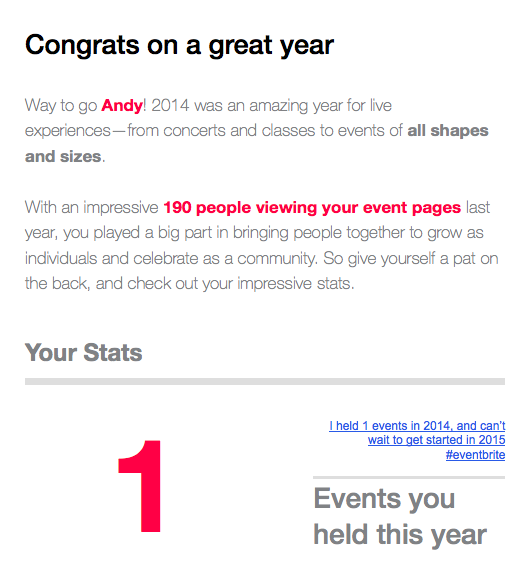 Congrats on a great year
Way to go Andy! 2014 was an amazing year for live
experiences—from concerts and classes to events of all shapes
and sizes.
With an impressive 190 people viewing your event pages last
year, you played a big part in bringing people together to grow as
individuals and celebrate as a community. So give yourself a pat on
the back, and check out your impressive stats.
Your Stats
1
I held 1 events in 2014, and can't
wait to get started in 2015
#eventbrite
Events you
held this year